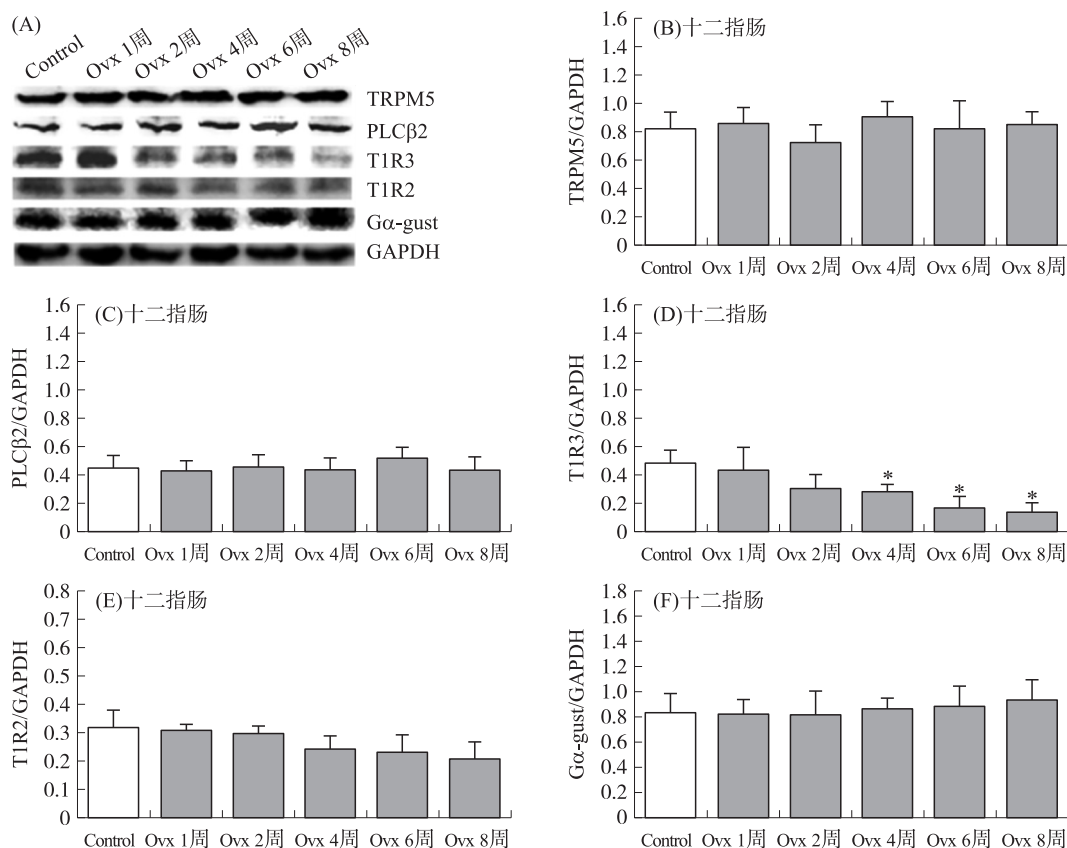 (A)
Control
Ovx 1周
Ovx 2周
Ovx 4周
Ovx 6周
Ovx 8周
TRPM5
PLCβ2
T1R3
T1R2
Gα-gust
GAPDH
(B)十二指肠
TRPM5/GAPDH
1.6
1.4
1.2
1.0
0.8
0.6
0.4
0.2
0
Control Ovx 1周 Ovx 2周 Ovx 4周 Ovx 6周 Ovx 8周
(C)十二指肠
PLCβ2/GAPDH
1.6
1.4
1.2
1.0
0.8
0.6
0.4
0.2
0
Control Ovx 1周 Ovx 2周 Ovx 4周 Ovx 6周 Ovx 8周
(D)十二指肠
T1R3/GAPDH
1.6
1.4
1.2
1.0
0.8
0.6
0.4
0.2
0
* * *
Control Ovx 1周 Ovx 2周 Ovx 4周 Ovx 6周 Ovx 8周
(E)十二指肠
T1R2/GAPDH
0.8
0.7
0.6
0.5
0.4
0.3
0.2
0.1
0
Control Ovx 1周 Ovx 2周 Ovx 4周 Ovx 6周 Ovx 8周
(F)十二指肠
Gα-gust/GAPDH
1.8
1.6
1.4
1.2
1.0
0.8
0.6
0.4
0.2
0
Control Ovx 1周 Ovx 2周 Ovx 4周 Ovx 6周 Ovx 8周